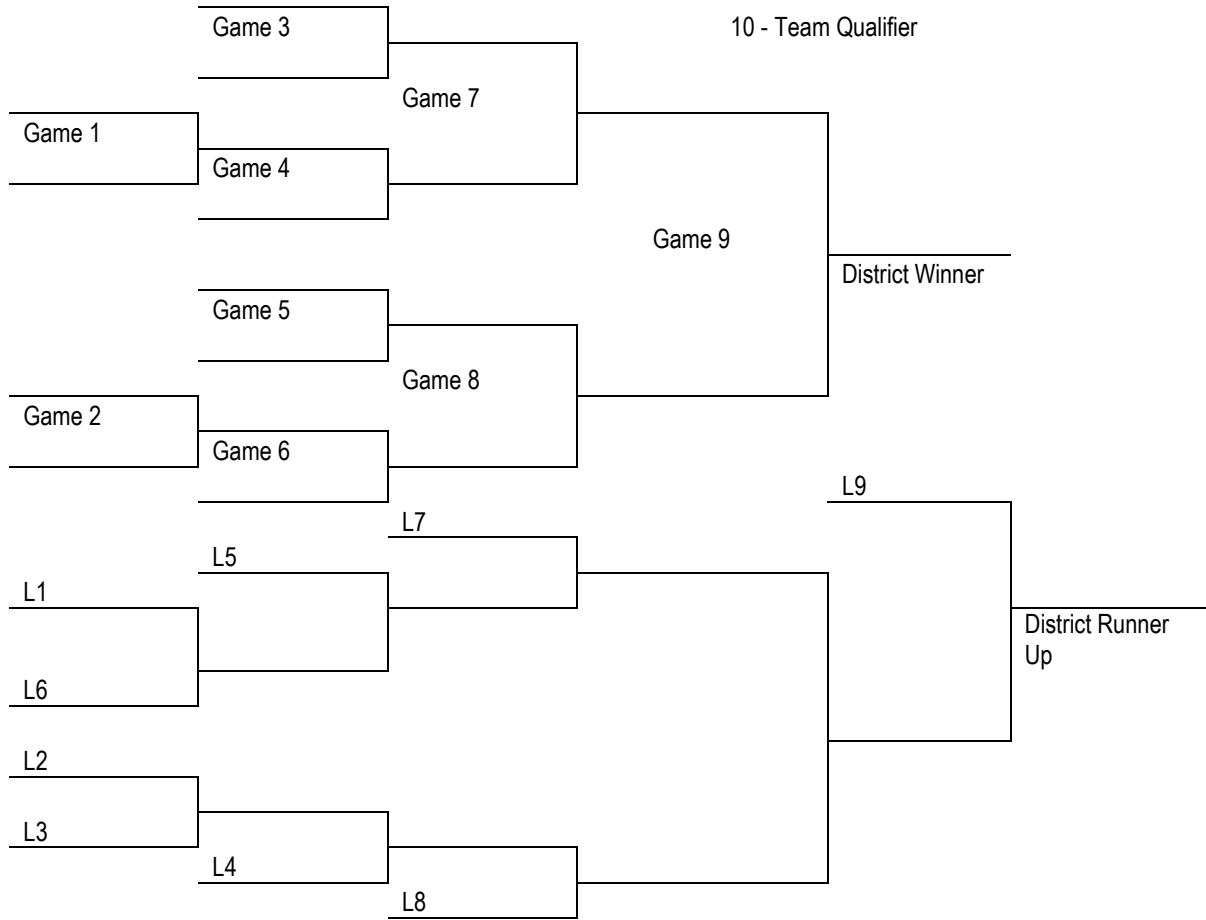 Game 3
10 - Team Qualifier
Game 7
Game 1
Game 4
Game 9
District Winner
Game 5
Game 8
Game 2
Game 6
L9
L7
L5
L1
District Runner
Up
L6
L2
L3
L4
L8